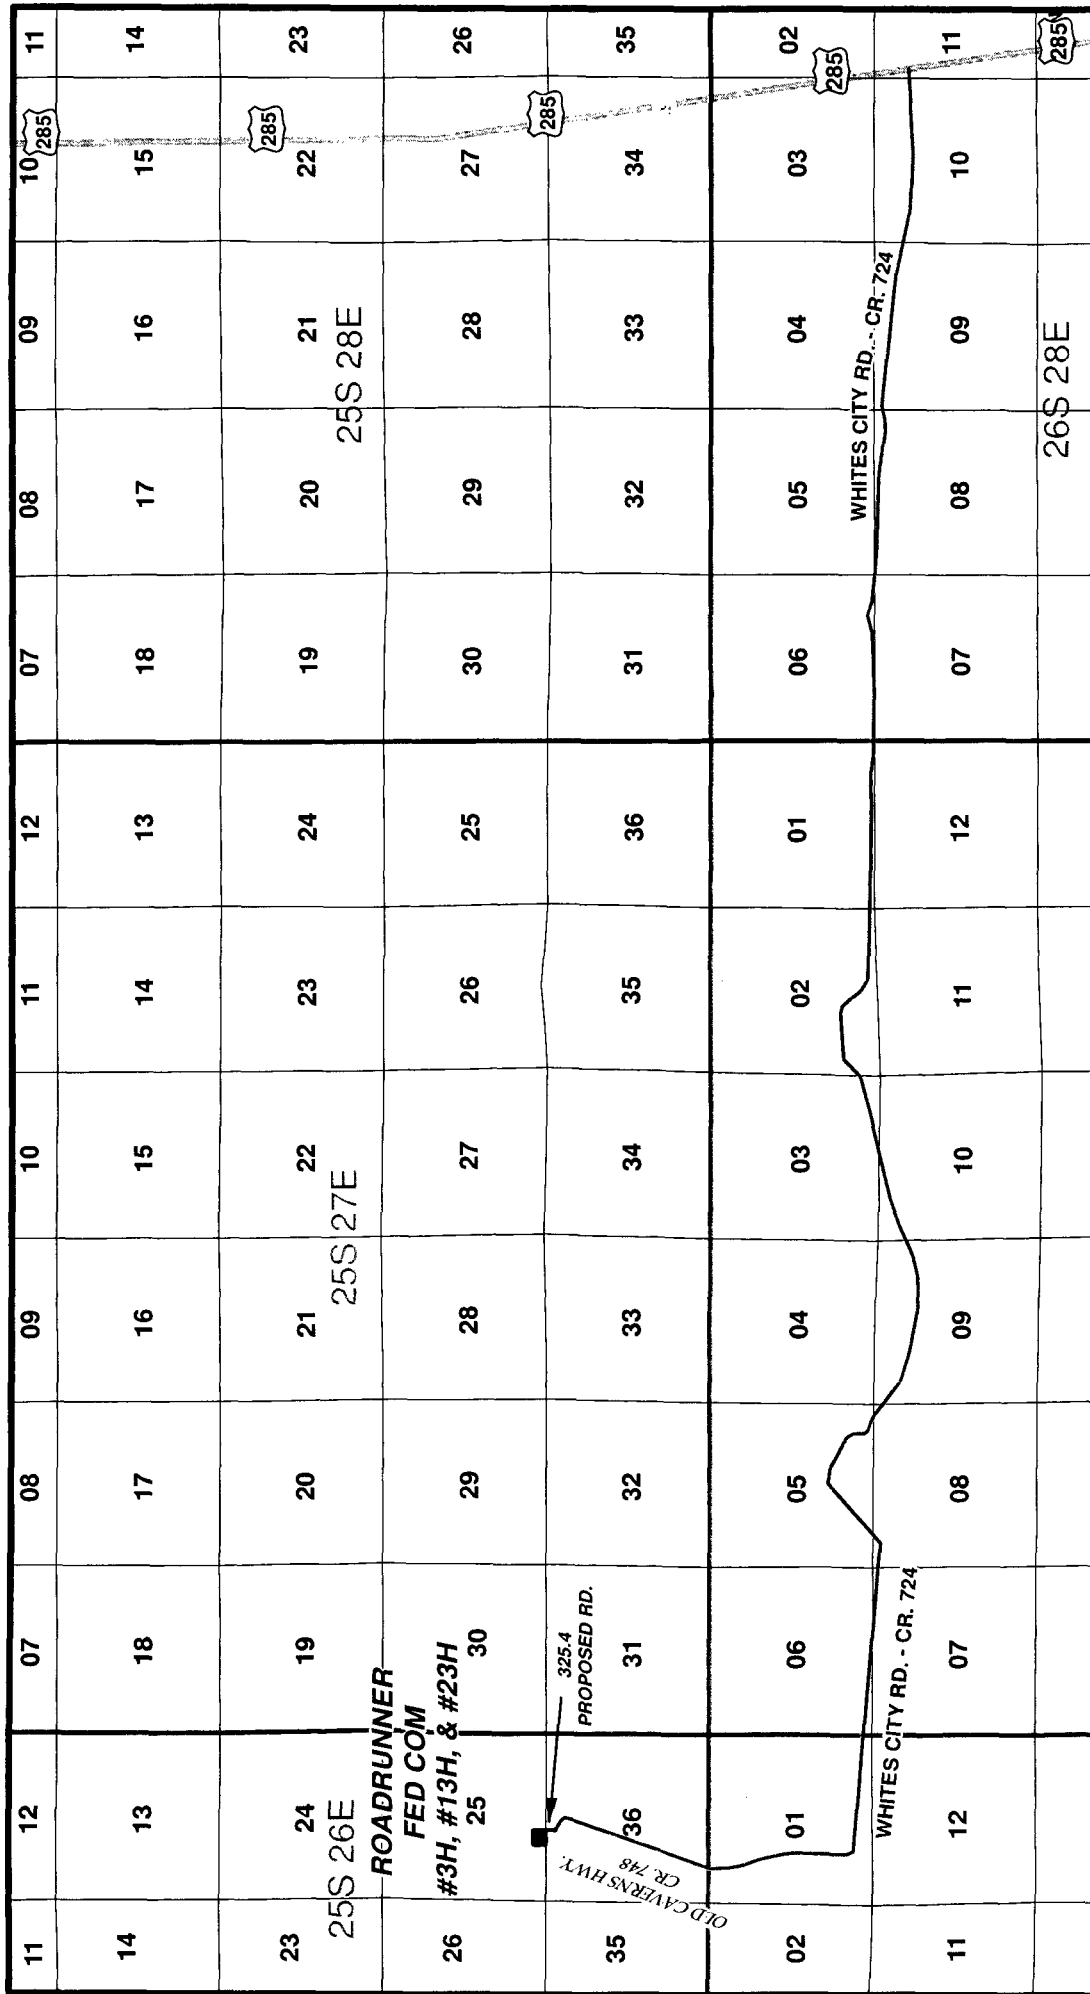 11 12 07 08 09 10 11 12 07 08 09 10 11
285
14 13 18 17 16 15 14 13 18 17 16 15 14
285
23 24 19 20 21 22 23 24 19 20 21 22 23
25S 26E 25S 27E 25S 28E
ROADRUNNER
FED COM
#3H, #13H, & #23H
26 25 30 29 28 27 26 25 30 29 28 27 26
285
325.4
PROPOSED RD.
OLD CAVERNS HWY.
CR. 748
35 36 31 32 33 34 35 36 31 32 33 34 35
02 01 06 05 04 03 02 01 06 05 04 03 02
285
WHITES CITY RD. - CR. 724
WHITES CITY RD. - CR. 724
11 12 07 08 09 10 11 12 07 08 09 10 11
26S 28E
285